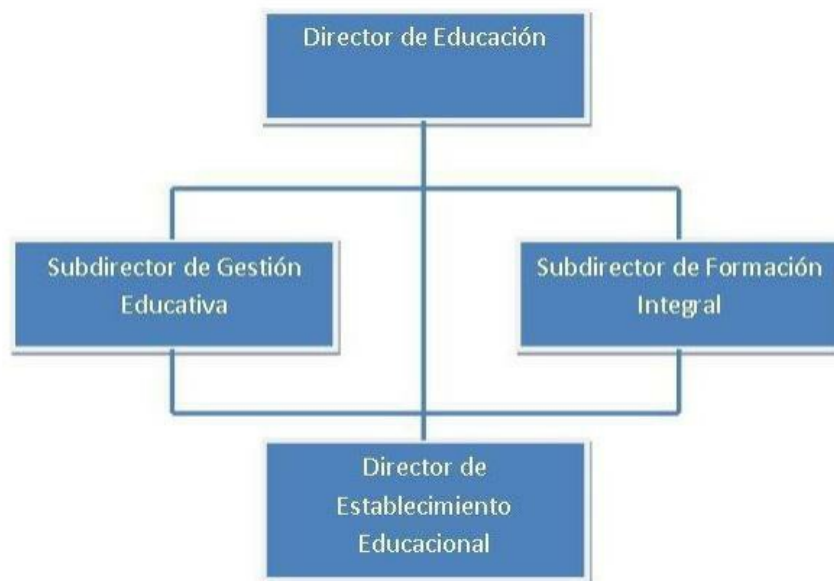 Director de Educación
Subdirector de Gestión
Educativa
Subdirector de Formación
Integral
Director de
Establecimiento
Educacional